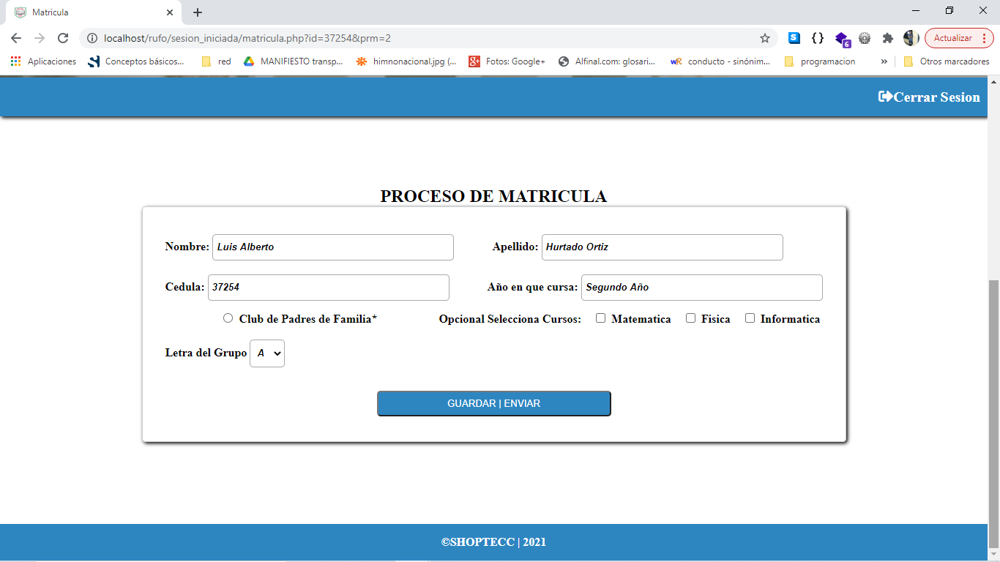 Matricula
localhost/rufo/sesion_iniciada/matricula.php?id=37254&prm=2
S {} 6 Actualizar
Aplicaciones Conceptos básicos... red MANIFIESTO transp... himnonacional.jpg (... g+ Fotos: Google+ Alfinal.com: glosari... wR conducto - sinónim... programacion » Otros marcadores
Cerrar Sesion
PROCESO DE MATRICULA
Nombre: Luis Alberto Apellido: Hurtado Ortiz
Cedula: 37254 Año en que cursa: Segundo Año
Club de Padres de Familia* Opcional Selecciona Cursos: Matematica Fisica Informatica
Letra del Grupo A
GUARDAR | ENVIAR
©SHOPTECC | 2021